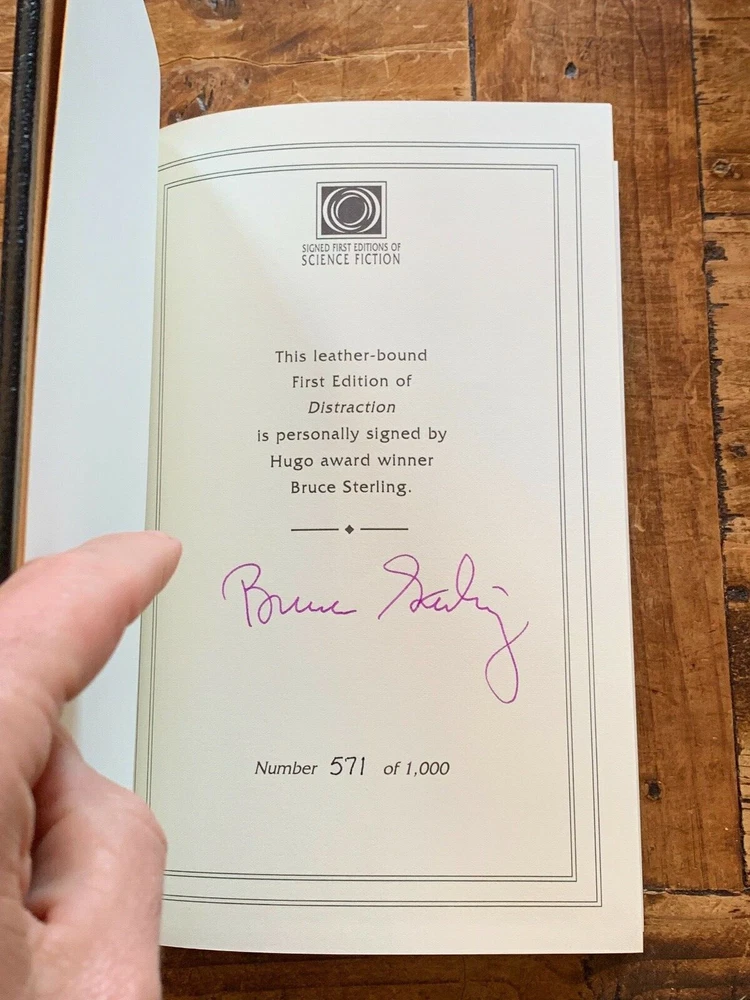 SIGNED FIRST EDITIONS OF
SCIENCE FICTION
This leather-bound
First Edition of
Distraction
is personally signed by
Hugo award winner
Bruce Sterling.
Bruce Sterling
Number 571 of 1,000